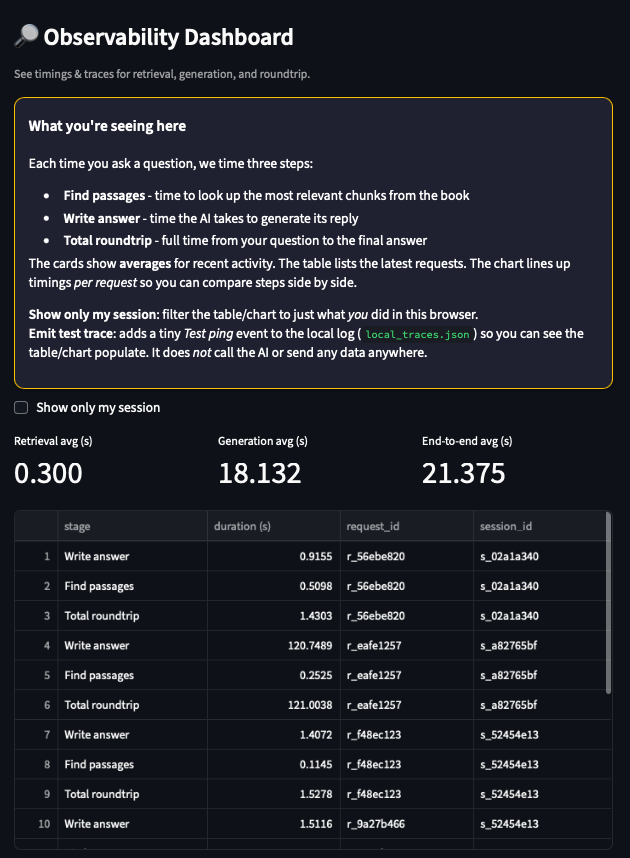 Observability Dashboard
See timings & traces for retrieval, generation, and roundtrip.
What you're seeing here
Each time you ask a question, we time three steps:
• Find passages - time to look up the most relevant chunks from the book
• Write answer - time the AI takes to generate its reply
• Total roundtrip - full time from your question to the final answer
The cards show averages for recent activity. The table lists the latest requests. The chart lines up
timings per request so you can compare steps side by side.
Show only my session: filter the table/chart to just what you did in this browser.
Emit test trace: adds a tiny Test ping event to the local log ( local_traces.json ) so you can see the
table/chart populate. It does not call the AI or send any data anywhere.
Show only my session
Retrieval avg (s) Generation avg (s) End-to-end avg (s)
0.300 18.132 21.375
stage duration (s) request_id session_id
1 Write answer 0.9155 r_56ebe820 s_02a1a340
2 Find passages 0.5098 r_56ebe820 s_02a1a340
3 Total roundtrip 1.4303 r_56ebe820 s_02a1a340
4 Write answer 120.7489 r_eafe1257 s_a82765bf
5 Find passages 0.2525 r_eafe1257 s_a82765bf
6 Total roundtrip 121.0038 r_eafe1257 s_a82765bf
7 Write answer 1.4072 r_f48ec123 s_52454e13
8 Find passages 0.1145 r_f48ec123 s_52454e13
9 Total roundtrip 1.5278 r_f48ec123 s_52454e13
10 Write answer 1.5116 r_9a27b466 s_52454e13